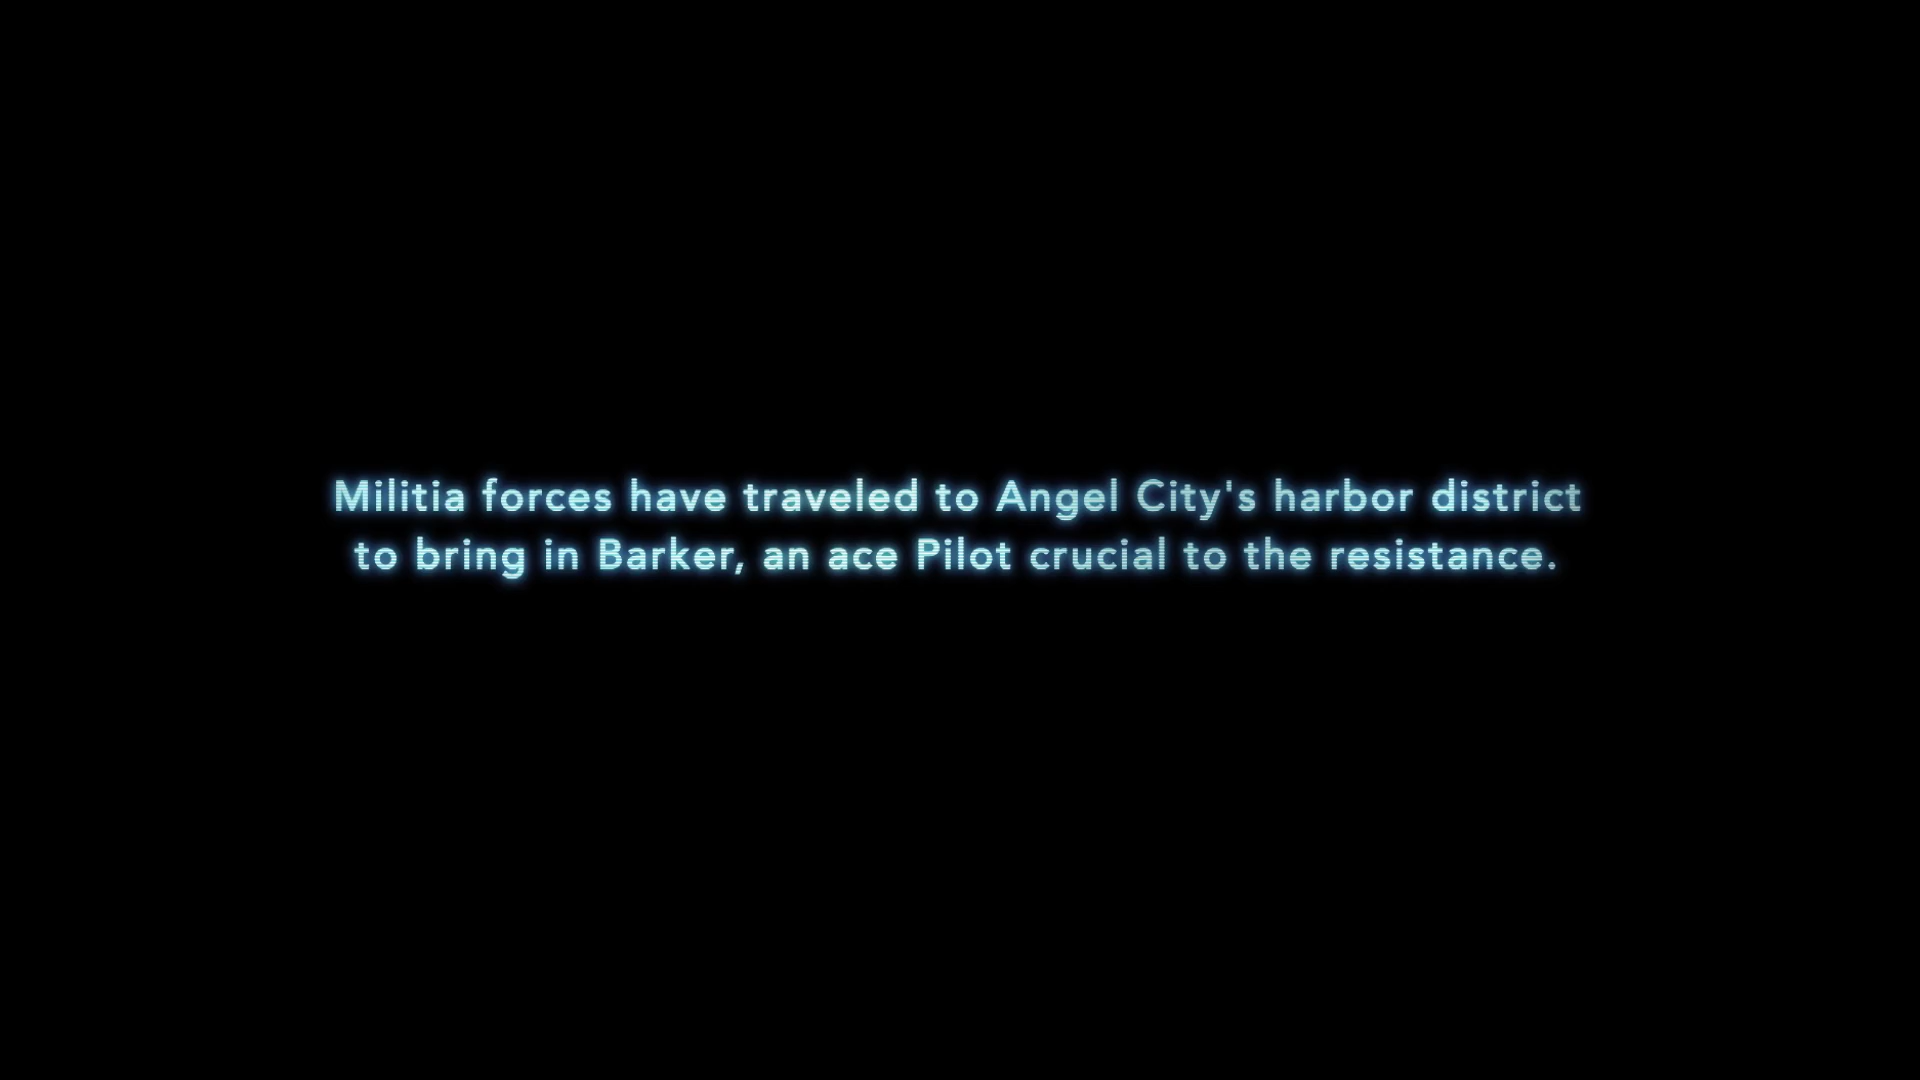 Militia forces have traveled to Angel City's harbor district
to bring in Barker, an ace Pilot crucial to the resistance.